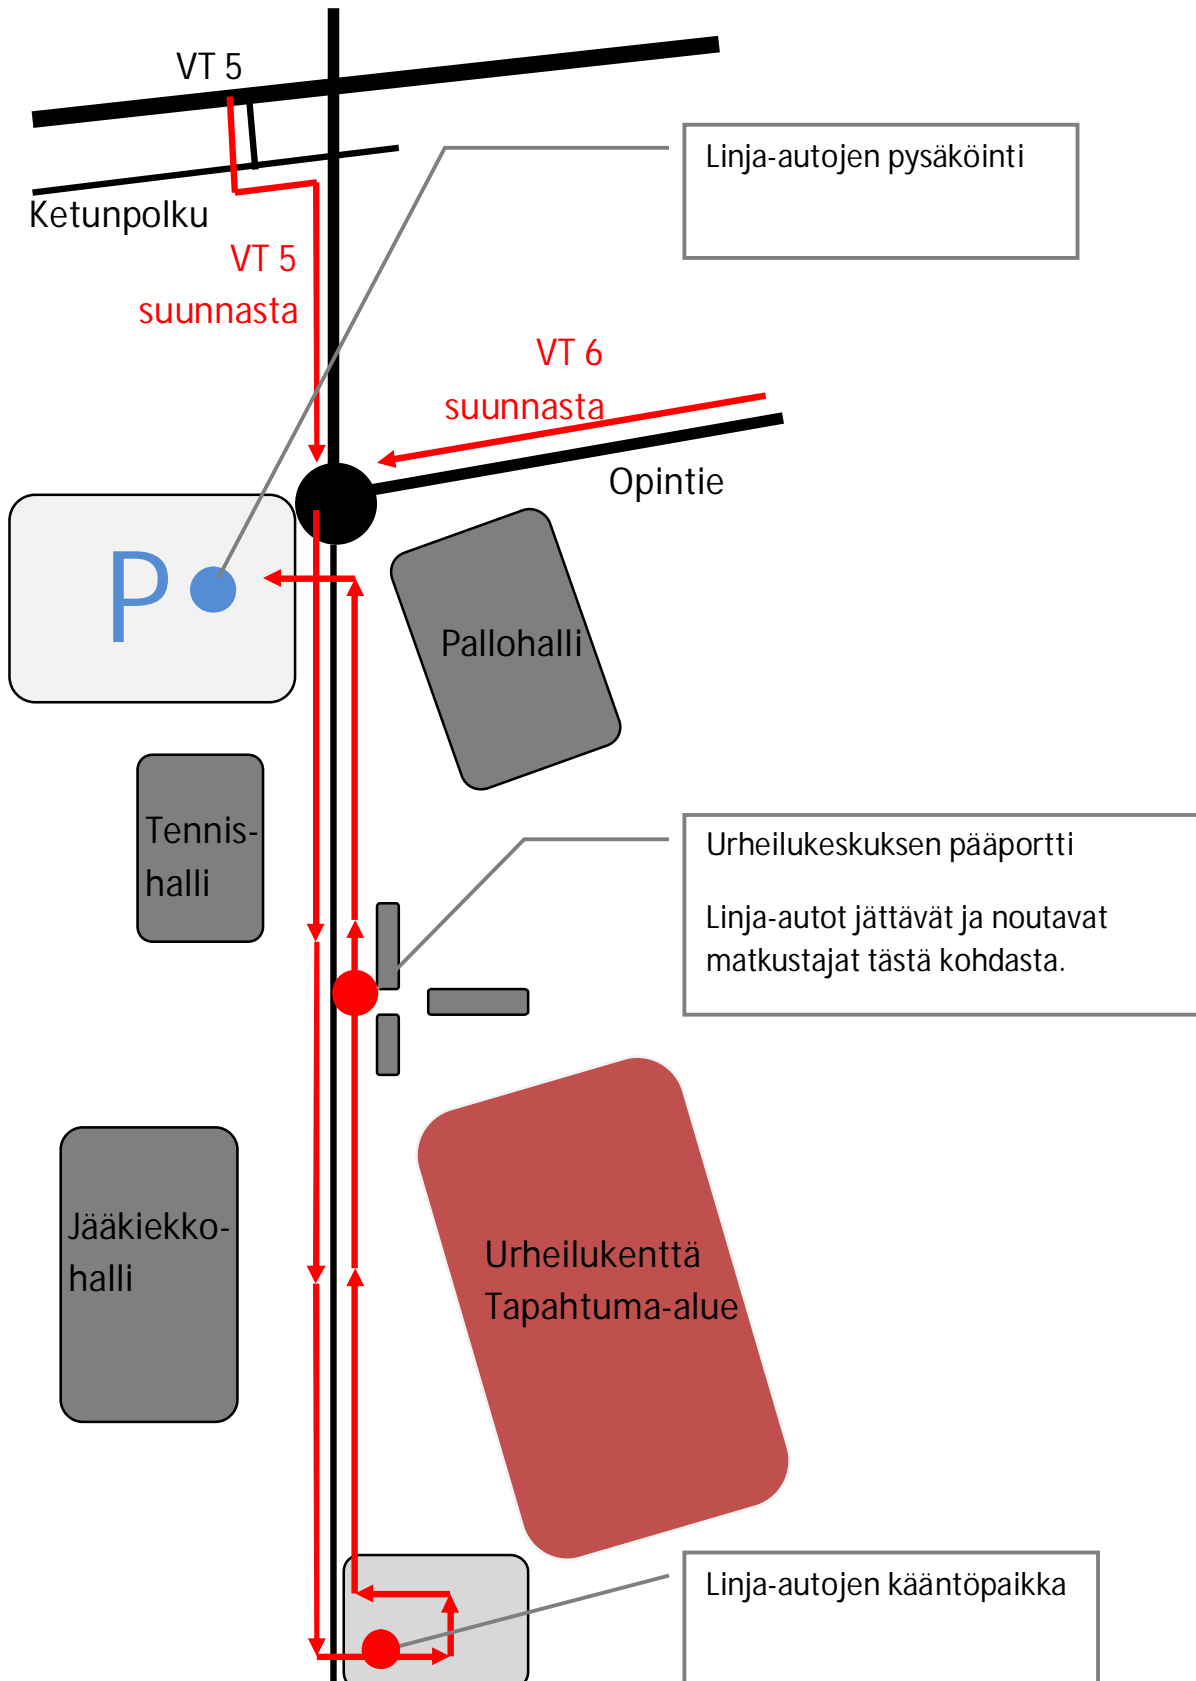 VT 5
Linja-autojen pysäköinti
Ketunpolku
VT 5
suunnasta
VT 6
suunnasta
Opintie
P
Pallohalli
Tennis-
halli
Urheilukeskuksen pääportti
Linja-autot jättävät ja noutavat
matkustajat tästä kohdasta.
Jääkiekko-
halli
Urheilukenttä
Tapahtuma-alue
Linja-autojen kääntöpaikka